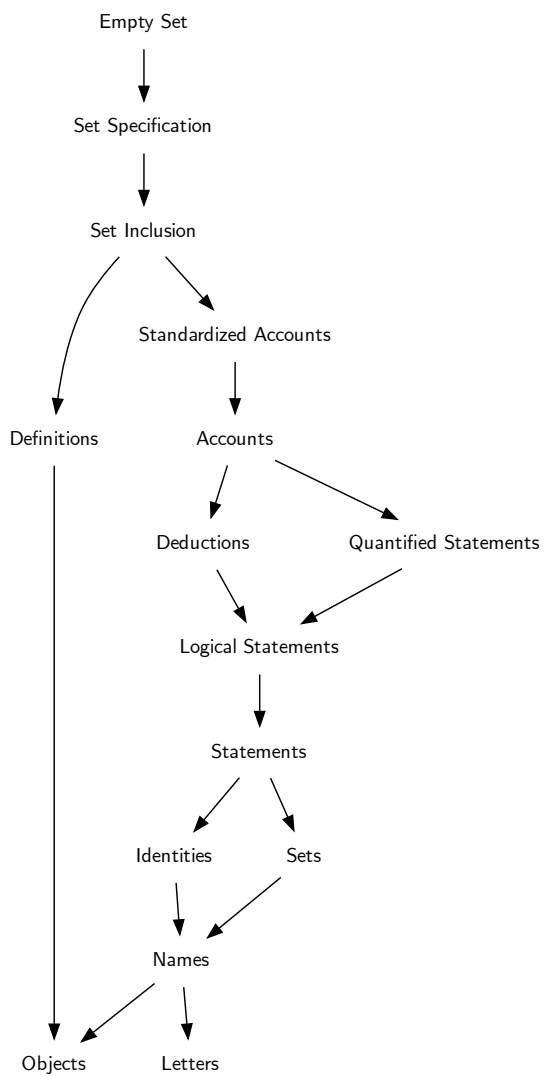 Empty Set
Set Specification
Set Inclusion
Standardized Accounts
Definitions
Accounts
Deductions
Quantified Statements
Logical Statements
Statements
Identities
Sets
Names
Objects
Letters